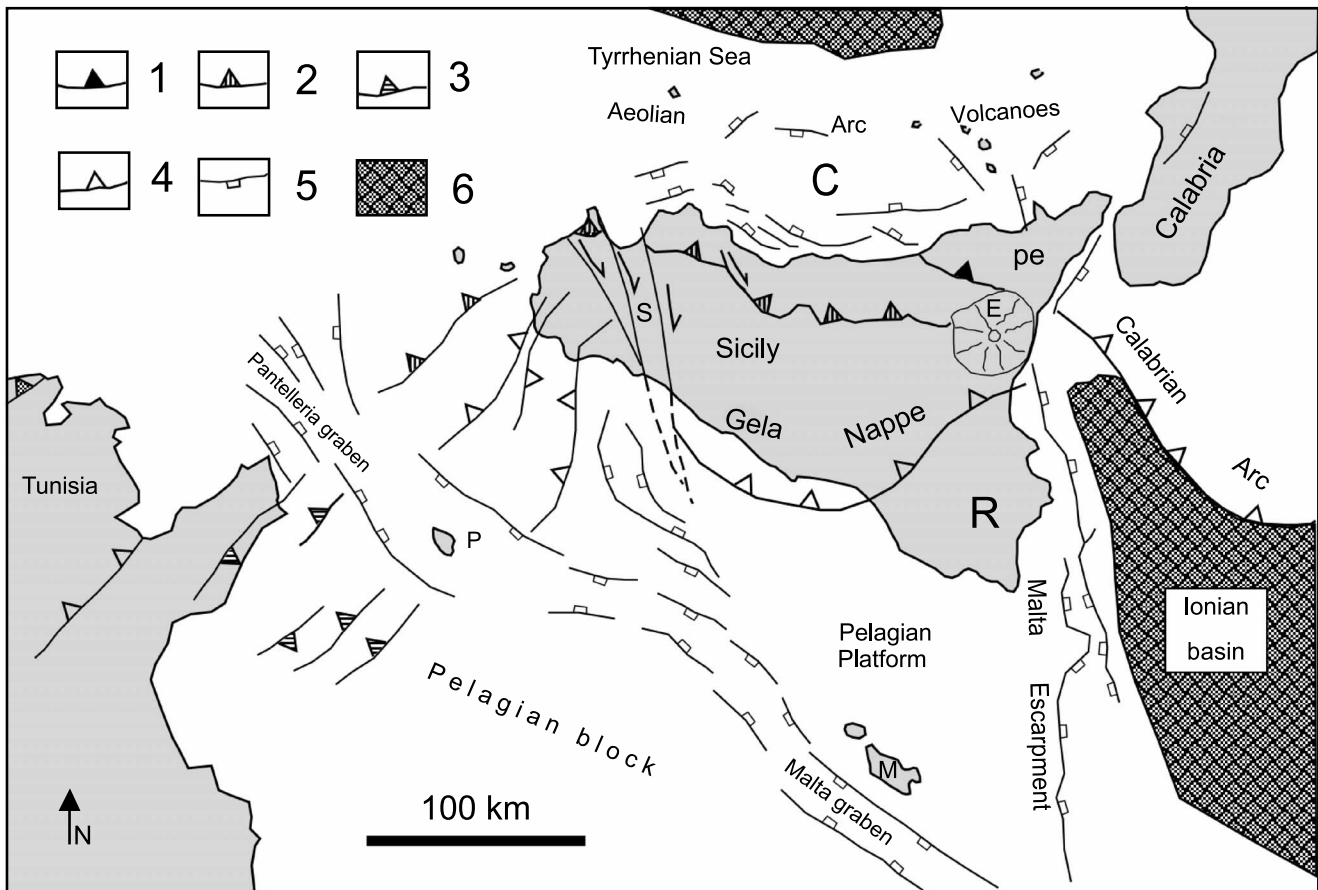 1
2
3
4
5
6
Tyrrhenian Sea
Aeolian
Arc
Volcanoes
C
Calabria
pe
E
S
Sicily
Calabrian
Arc
Pantelleria graben
Gela
Nappe
Tunisia
P
R
Ionian
basin
Malta
Escarpment
Pelagian
Platform
Pelagian block
M
Malta graben
100 km
N